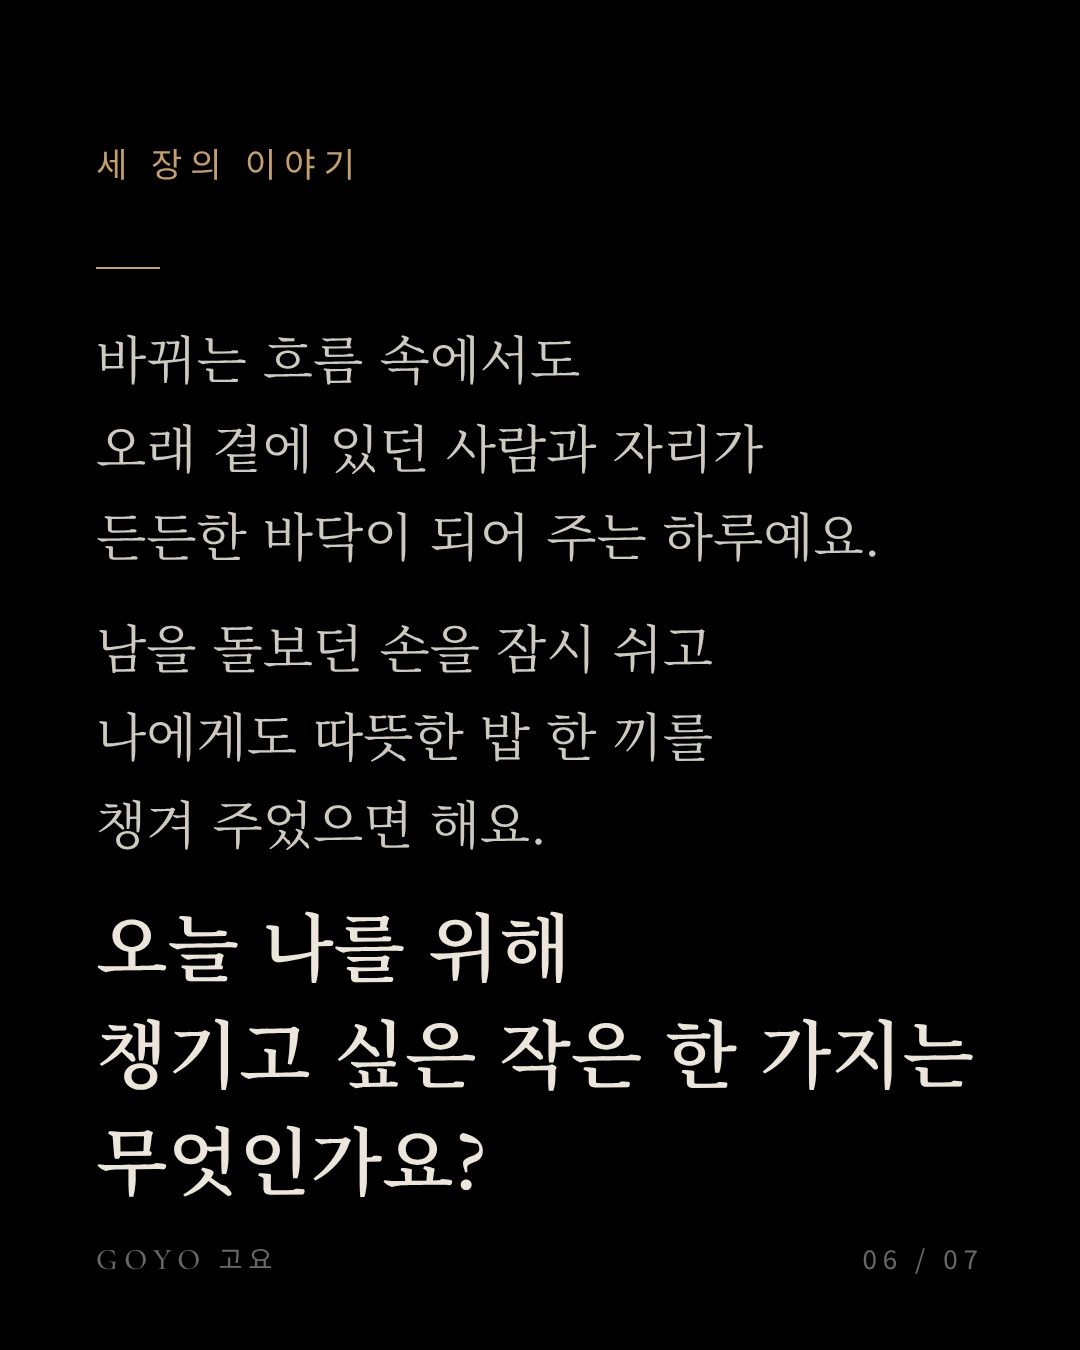 세 장의 이야기
바뀌는 흐름 속에서도
오래 곁에 있던 사람과 자리가
든든한 바닥이 되어 주는 하루예요.
남을 돌보던 손을 잠시 쉬고
나에게도 따뜻한 밥 한 끼를
챙겨 주었으면 해요.
오늘 나를 위해
챙기고 싶은 작은 한 가지는
무엇인가요?
GOYO 고요
06 / 07